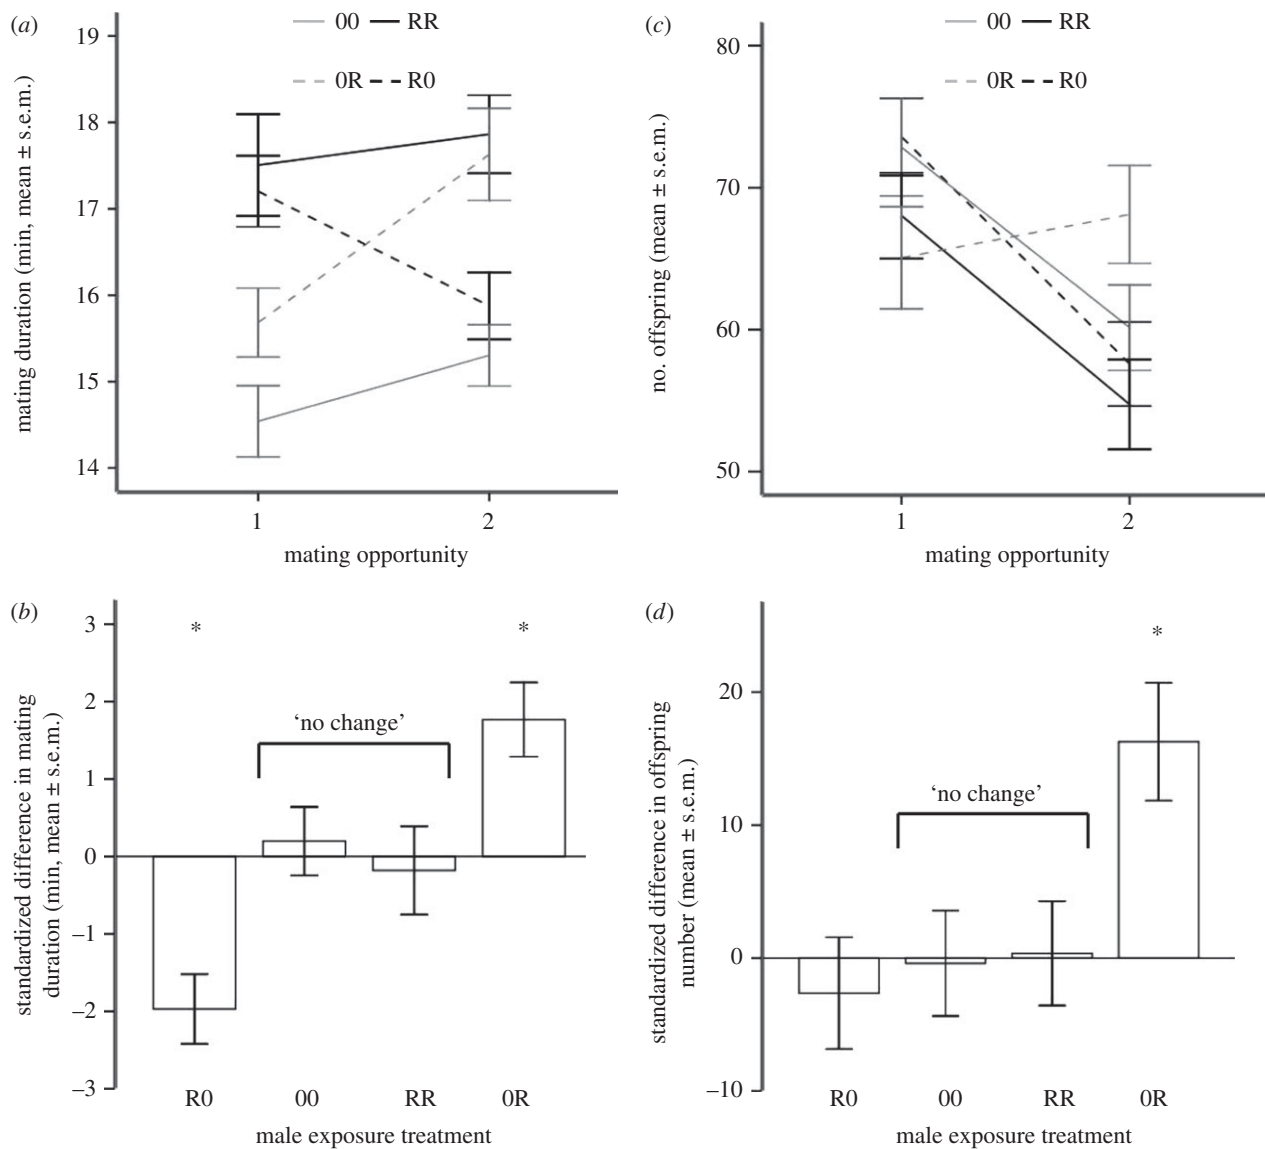 (a)
00 RR
0R R0
19
18
17
16
15
14
mating duration (min, mean ± s.e.m.)
1 2
mating opportunity
(c)
00 RR
0R R0
80
70
60
50
no. offspring (mean ± s.e.m.)
1 2
mating opportunity
(b)
3
2
1
0
–1
–2
–3
standardized difference in mating
duration (min, mean ± s.e.m.)
* *
‘no change’
R0 00 RR 0R
male exposure treatment
(d)
20
10
0
–10
standardized difference in offspring
number (mean ± s.e.m.)
*
‘no change’
R0 00 RR 0R
male exposure treatment